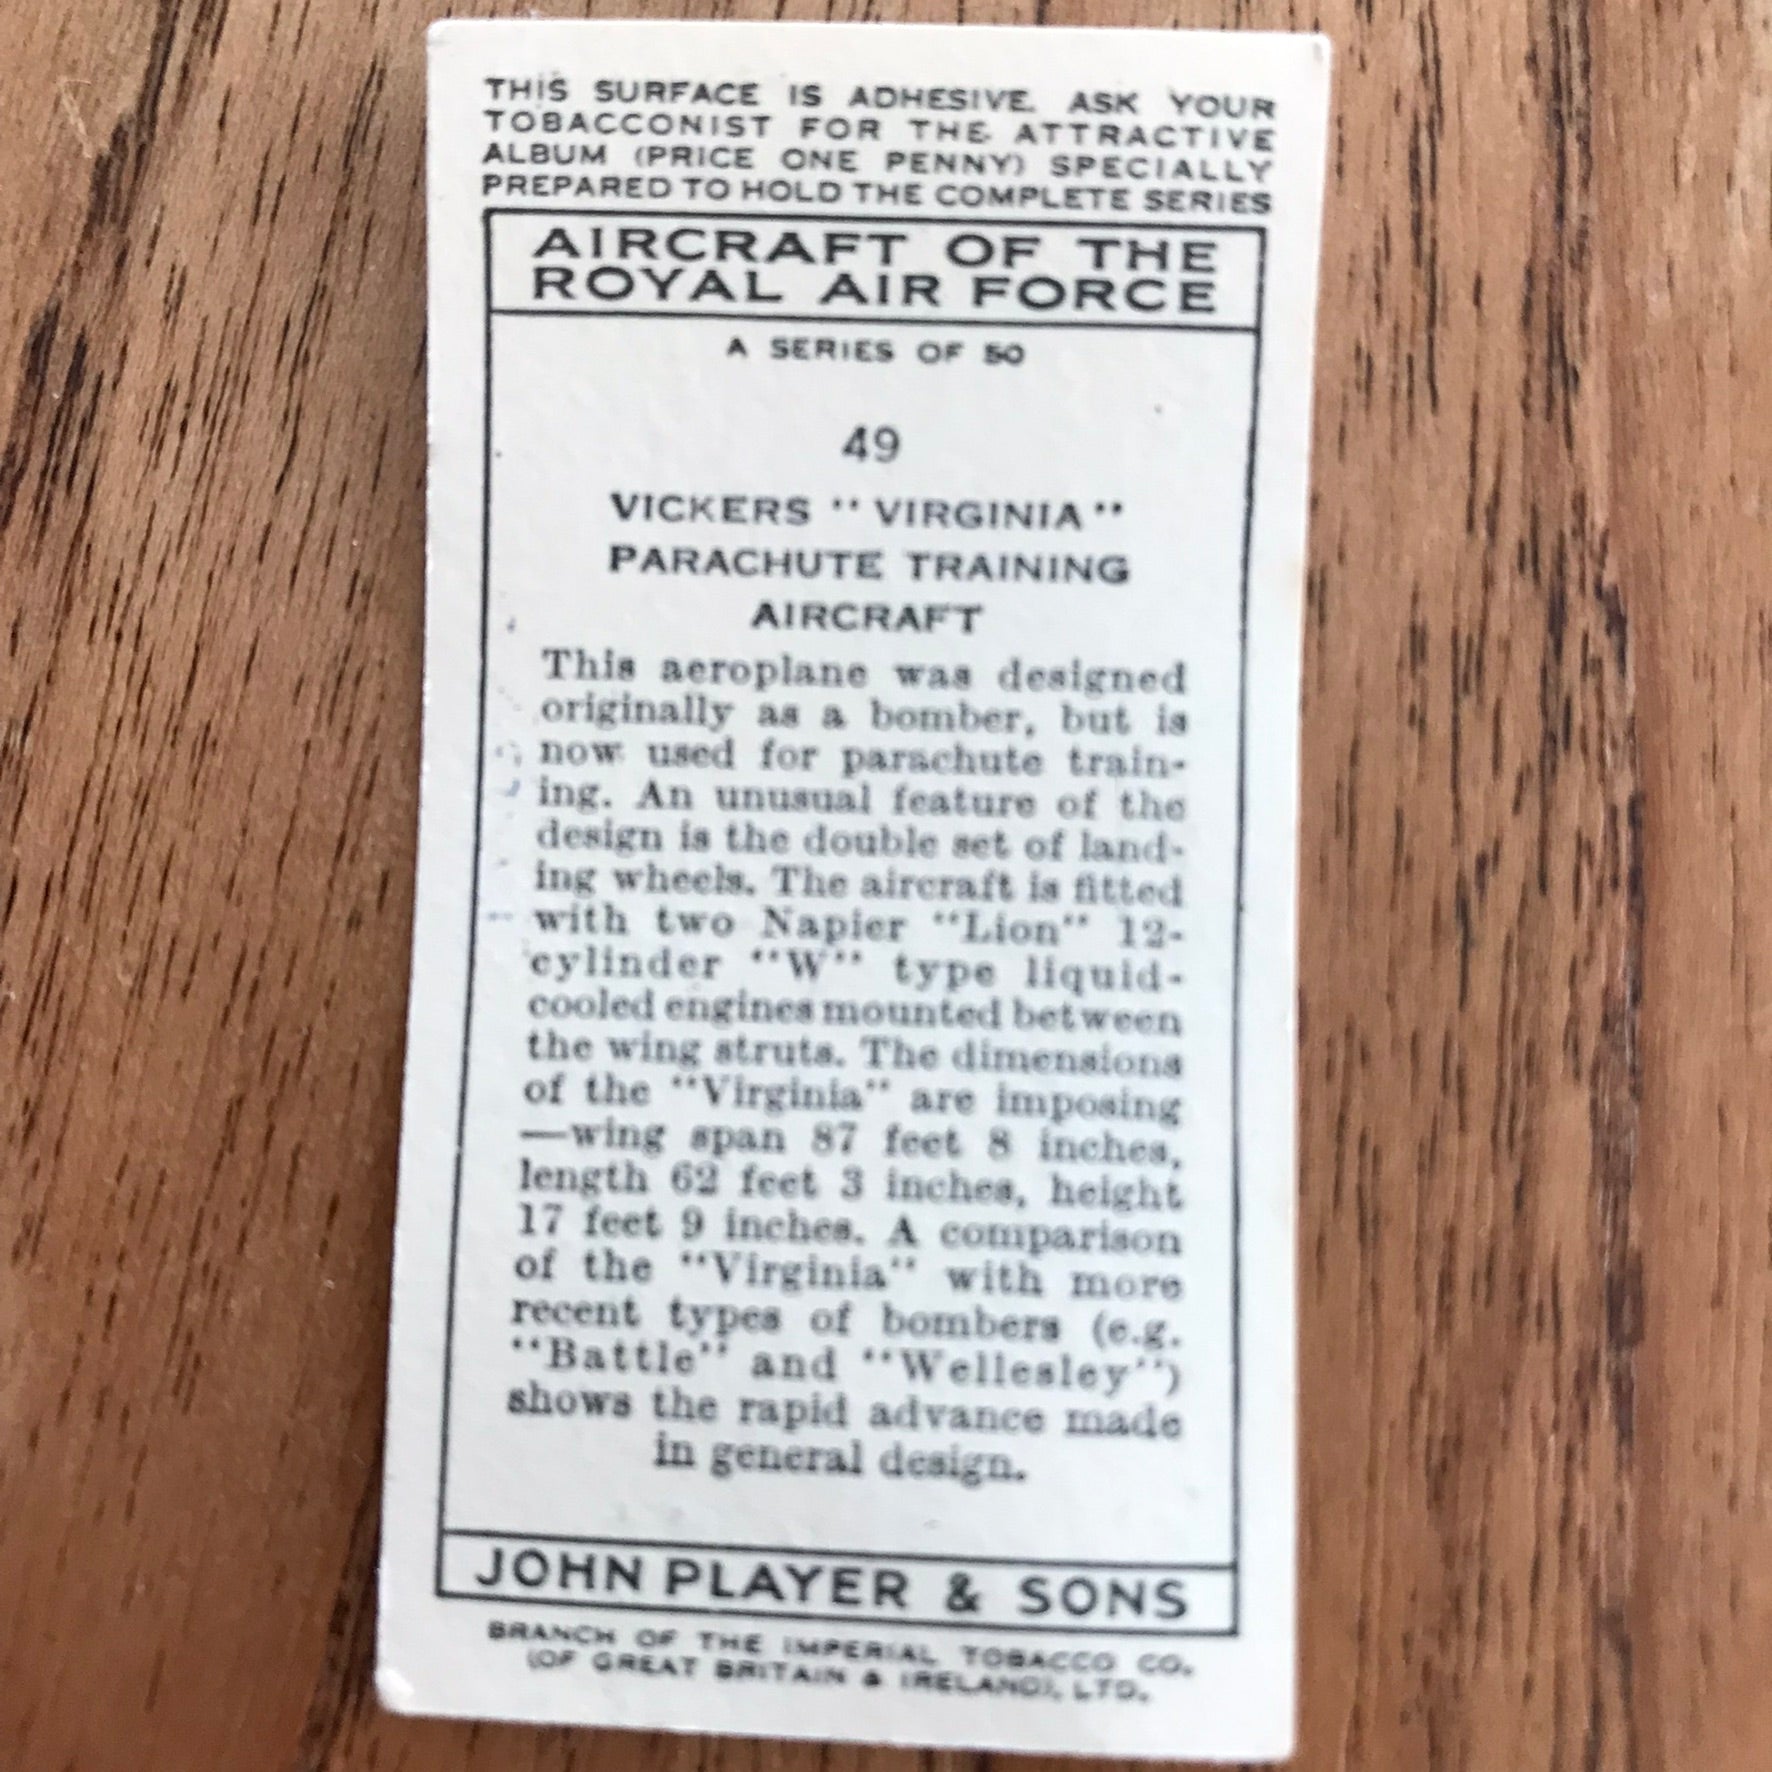 THIS SURFACE IS ADHESIVE. ASK YOUR
TOBACCONIST FOR THE ATTRACTIVE
ALBUM (PRICE ONE PENNY) SPECIALLY
PREPARED TO HOLD THE COMPLETE SERIES
AIRCRAFT OF THE
ROYAL AIR FORCE
A SERIES OF 50
49
VICKERS "VIRGINIA"
PARACHUTE TRAINING
AIRCRAFT
This aeroplane was designed
originally as a bomber, but is
now used for parachute train-
ing. An unusual feature of the
design is the double set of land-
ing wheels. The aircraft is fitted
with two Napier "Lion" 12-
cylinder "W" type liquid-
cooled engines mounted between
the wing struts. The dimensions
of the "Virginia" are imposing
—wing span 87 feet 8 inches,
length 62 feet 3 inches, height
17 feet 9 inches. A comparison
of the "Virginia" with more
recent types of bombers (e.g.
"Battle" and "Wellesley")
shows the rapid advance made
in general design.
JOHN PLAYER & SONS
BRANCH OF THE IMPERIAL TOBACCO CO.
(OF GREAT BRITAIN & IRELAND), LTD.